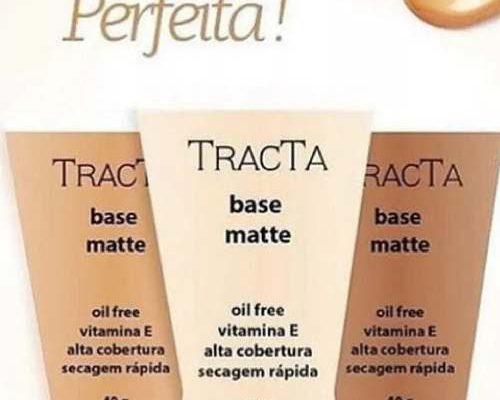 Perfeita!
TRACTA
base
matte
oil free
vitamina E
alta cobertura
secagem rápida
TRACTA
base
matte
oil free
vitamina E
alta cobertura
secagem rápida
RACTA
base
matte
oil free
vitamina E
alta cobertura
secagem rápida